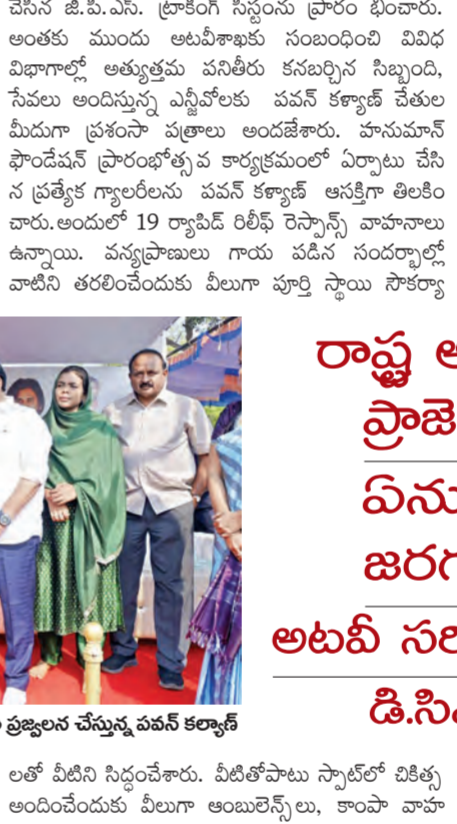 చేసిన జి.పి.ఎస్. ట్రాకింగ్ సిస్టంను ప్రారం భించారు.
అంతకు ముందు అటవీశాఖకు సంబంధించి వివిధ
విభాగాల్లో అత్యుత్తమ పనితీరు కనబర్చిన సిబ్బంది,
సేవలు అందిస్తున్న ఎన్జీవోలకు పవన్ కళ్యాణ్ చేతుల
మీదుగా ప్రశంసా పత్రాలు అందజేశారు. హనుమాన్
ఫౌండేషన్ ప్రారంభోత్సవ కార్యక్రమంలో ఏర్పాటు చేసి
న ప్రత్యేక గ్యాలరీలను పవన్ కళ్యాణ్ ఆసక్తిగా తిలకిం
చారు.అందులో 19 ర్యాపిడ్ రిలీఫ్ రెస్పాన్స్ వాహనాలు
ఉన్నాయి. వన్యప్రాణులు గాయ పడిన సందర్భాల్లో
వాటిని తరలించేందుకు వీలుగా పూర్తి స్థాయి సౌకర్యా
రాష్ట్ర అ
ప్రాజె
ఏను
జరగ
అటవీ సరి
డి.సి
ప్రజ్వలన చేస్తున్న పవన్ కల్యాణ్
లతో వీటిని సిద్ధంచేశారు. వీటితోపాటు స్పాట్‌లో చికిత్స
అందించేందుకు వీలుగా ఆంబులెన్స్‌లు, కాంపా వాహ